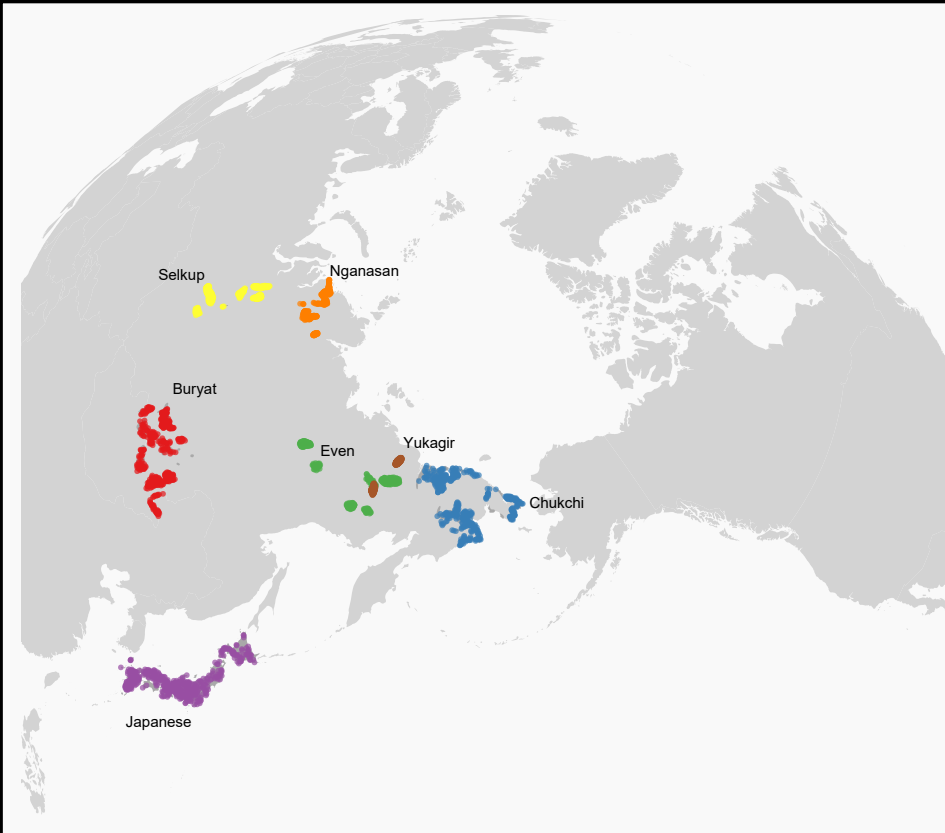 Nganasan
Selkup
Buryat
Yukagir
Even
Chukchi
Japanese